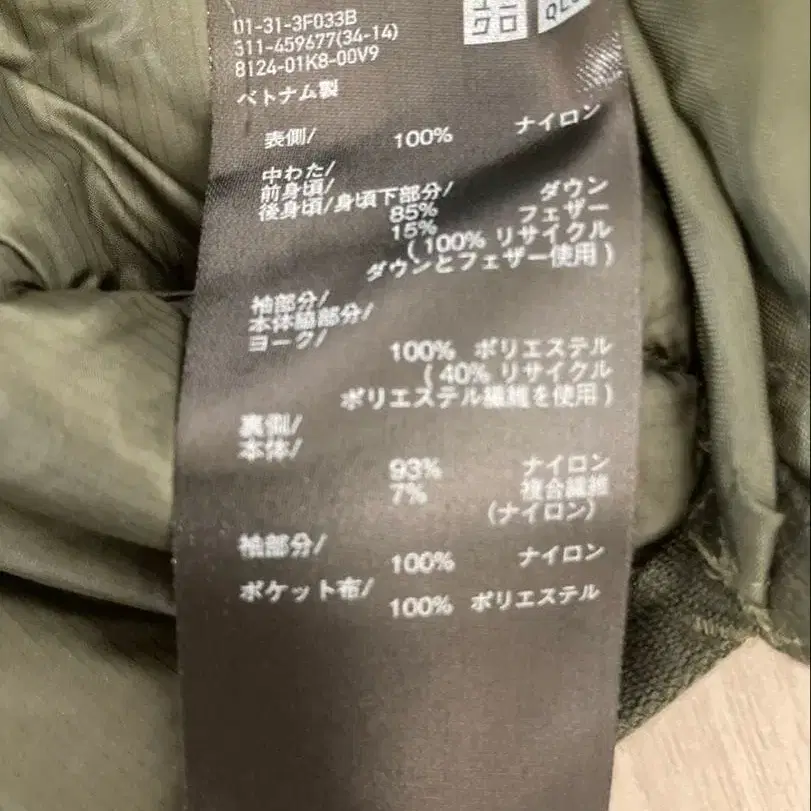 01-31-3F033B
311-459677(34-14)
8124-01K8-00V9
ベトナム製
表側/
100% ナイロン
中わた/
前身頃/
後身頃/身頃下部分/ ダウン
85% フェザー
15%
(100% リサイクル
ダウンとフェザー使用)
袖部分/
本体脇部分/
ヨーク/
100% ポリエステル
(40% リサイクル
ポリエステル繊維を使用)
裏側/
本体/
93% ナイロン
7% 複合繊維
(ナイロン)
袖部分/
100% ナイロン
ポケット布/
100% ポリエステル